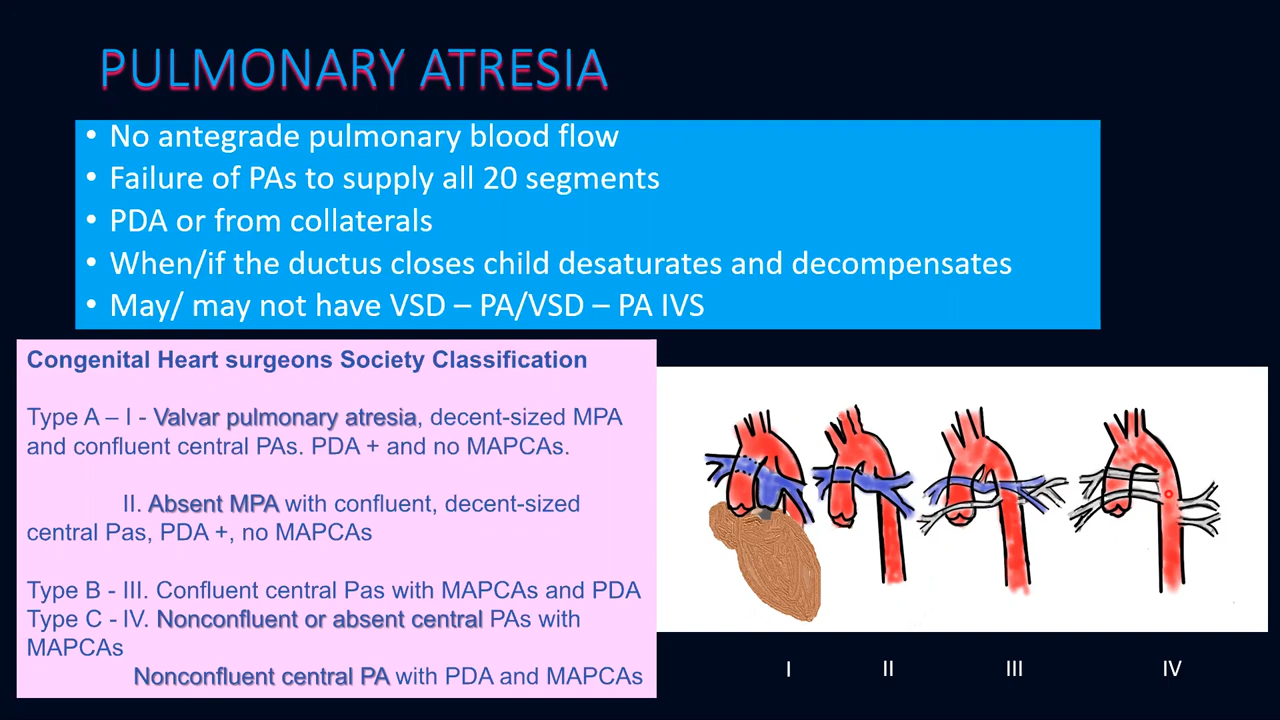 PULMONARY ATRESIA
• No antegrade pulmonary blood flow
• Failure of PAs to supply all 20 segments
• PDA or from collaterals
• When/if the ductus closes child desaturates and decompensates
• May/ may not have VSD – PA/VSD – PA IVS
Congenital Heart surgeons Society Classification
Type A – I - Valvar pulmonary atresia, decent-sized MPA
and confluent central PAs. PDA + and no MAPCAs.
II. Absent MPA with confluent, decent-sized
central Pas, PDA +, no MAPCAs
Type B - III. Confluent central Pas with MAPCAs and PDA
Type C - IV. Nonconfluent or absent central PAs with
MAPCAs
Nonconfluent central PA with PDA and MAPCAs
I II III IV